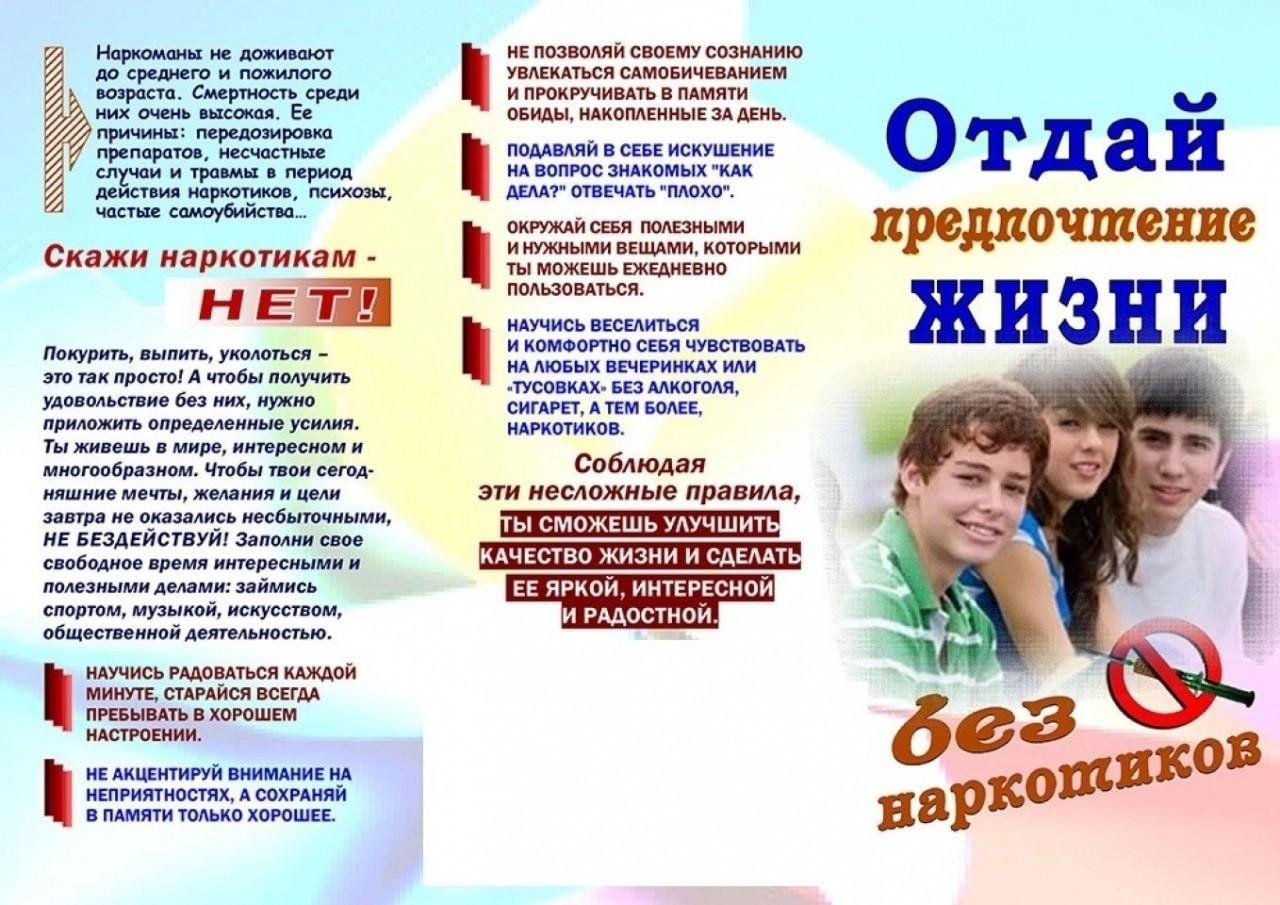 Наркоманы не доживают
до среднего и пожилого
возраста. Смертность среди
них очень высокая. Ее
причины: передозировка
препаратов, несчастные
случаи и травмы в период
действия наркотиков, психозы,
частые самоубийства...
Скажи наркотикам -
НЕТ!
Покурить, выпить, уколоться –
это так просто! А чтобы получить
удовольствие без них, нужно
приложить определенные усилия.
Ты живешь в мире, интересном и
многообразном. Чтобы твои сегод-
няшние мечты, желания и цели
завтра не оказались несбыточными,
НЕ БЕЗДЕЙСТВУЙ! Заполни свое
свободное время интересными и
полезными делами: займись
спортом, музыкой, искусством,
общественной деятельностью.
НАУЧИСЬ РАДОВАТЬСЯ КАЖДОЙ
МИНУТЕ, СТАРАЙСЯ ВСЕГДА
ПРЕБЫВАТЬ В ХОРОШЕМ
НАСТРОЕНИИ.
НЕ АКЦЕНТИРУЙ ВНИМАНИЕ НА
НЕПРИЯТНОСТЯХ, А СОХРАНЯЙ
В ПАМЯТИ ТОЛЬКО ХОРОШЕЕ.
НЕ ПОЗВОЛЯЙ СВОЕМУ СОЗНАНИЮ
УВЛЕКАТЬСЯ САМОБИЧЕВАНИЕМ
И ПРОКРУЧИВАТЬ В ПАМЯТИ
ОБИДЫ, НАКОПЛЕННЫЕ ЗА ДЕНЬ.
ПОДАВЛЯЙ В СЕБЕ ИСКУШЕНИЕ
НА ВОПРОС ЗНАКОМЫХ "КАК
ДЕЛА?" ОТВЕЧАТЬ "ПЛОХО".
ОКРУЖАЙ СЕБЯ ПОЛЕЗНЫМИ
И НУЖНЫМИ ВЕЩАМИ, КОТОРЫМИ
ТЫ МОЖЕШЬ ЕЖЕДНЕВНО
ПОЛЬЗОВАТЬСЯ.
НАУЧИСЬ ВЕСЕЛИТЬСЯ
И КОМФОРТНО СЕБЯ ЧУВСТВОВАТЬ
НА ЛЮБЫХ ВЕЧЕРИНКАХ ИЛИ
«ТУСОВКАХ» БЕЗ АЛКОГОЛЯ,
СИГАРЕТ, А ТЕМ БОЛЕЕ,
НАРКОТИКОВ.
Соблюдая
эти несложные правила,
ТЫ СМОЖЕШЬ УЛУЧШИТЬ
КАЧЕСТВО ЖИЗНИ И СДЕЛАТЬ
ЕЕ ЯРКОЙ, ИНТЕРЕСНОЙ
И РАДОСТНОЙ.
Отдай
предпочтение
жизни
без
наркотиков